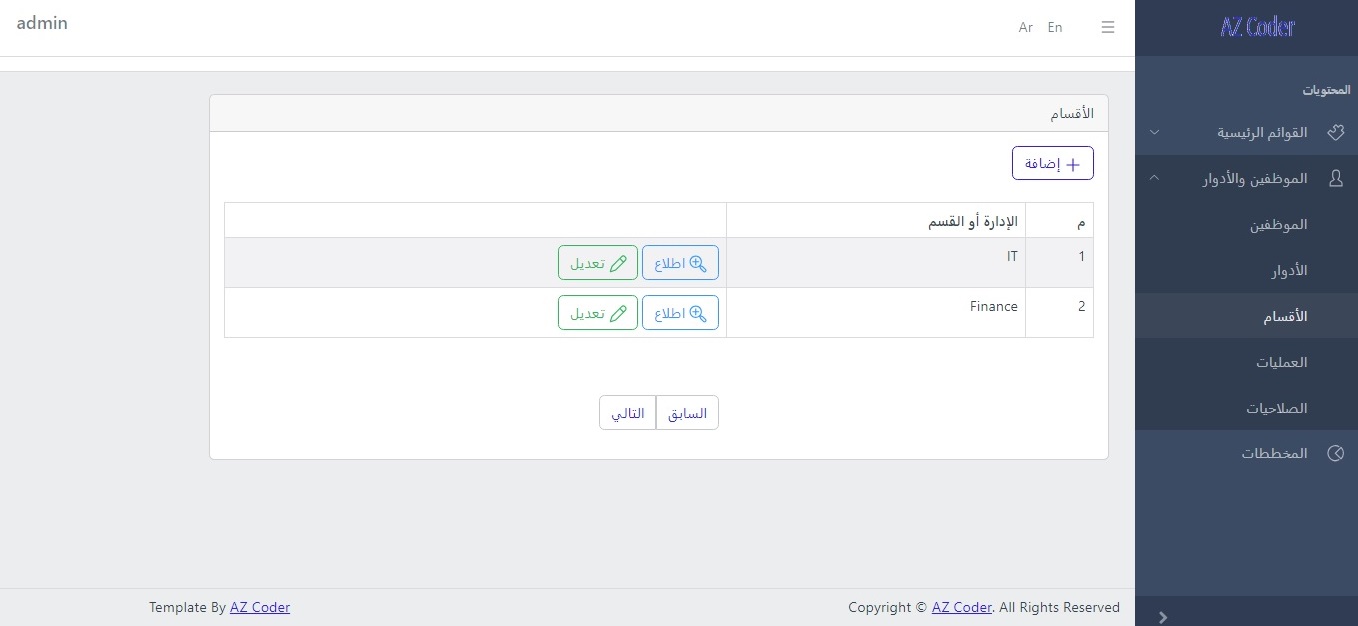 admin
Ar
En
AZ Coder
المحتويات
القوائم الرئيسية
الموظفين والأدوار
الموظفين
الأدوار
الأقسام
العمليات
الصلاحيات
المخططات
الأقسام
إضافة
م الإدارة أو القسم
1 IT اطلاع تعديل
2 Finance اطلاع تعديل
السابق التالي
Copyright © AZ Coder. All Rights Reserved
Template By AZ Coder